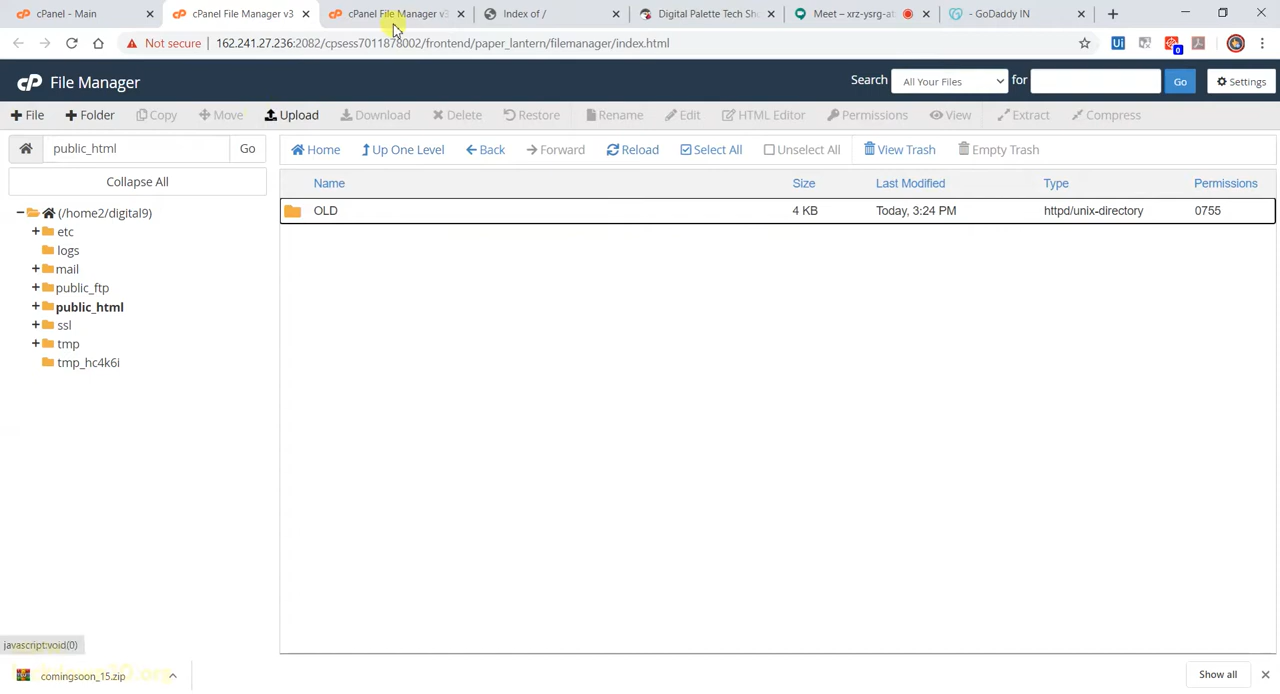 cPanel - Main
cPanel File Manager v3
cPanel File Manager v3
Index of /
Digital Palette Tech Sh
Meet – xrz-ysrg-a
- GoDaddy IN
Not secure
162.241.27.236:2082/cpsess7011878002/frontend/paper_lantern/filemanager/index.html
Ui
0
cP File Manager
Search
All Your Files
for
Go
Settings
File
Folder
Copy
Move
Upload
Download
Delete
Restore
Rename
Edit
HTML Editor
Permissions
View
Extract
Compress
public_html
Go
Home
Up One Level
Back
Forward
Reload
Select All
Unselect All
View Trash
Empty Trash
Collapse All
Name
Size
Last Modified
Type
Permissions
OLD
4 KB
Today, 3:24 PM
httpd/unix-directory
0755
(/home2/digital9)
etc
logs
mail
public_ftp
public_html
ssl
tmp
tmp_hc4k6i
javascript:void(0)
comingsoon_15.zip
Show all